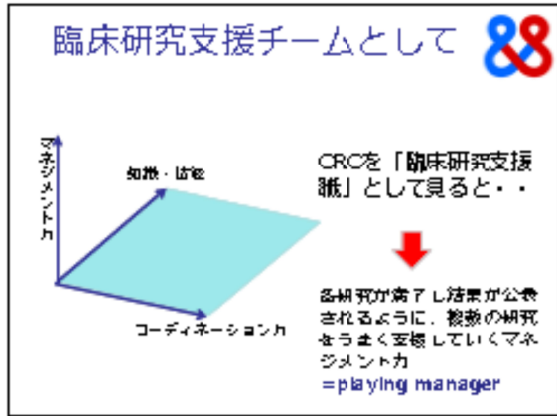 臨床研究支援チームとして
マネジメント力
知識・技能
コーディネーション力
CRCを「臨床研究支援
職」として見ると・・
各研究が満了し結果が公表
されるように、複数の研究
をうまく支援していくマネ
ジメント力
=playing manager